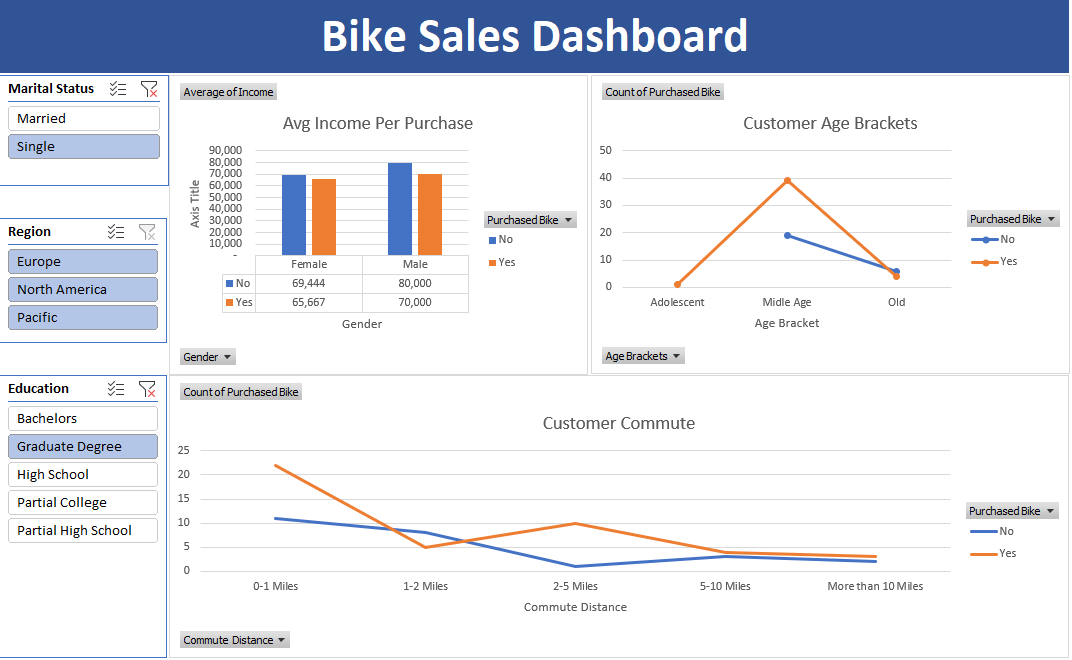 Bike Sales Dashboard
Marital Status
Married
Single
Region
Europe
North America
Pacific
Education
Bachelors
Graduate Degree
High School
Partial College
Partial High School
Average of Income
Avg Income Per Purchase
Axis Title
90,000
80,000
70,000
60,000
50,000
40,000
30,000
20,000
10,000
-
Female Male
No 69,444 80,000
Yes 65,667 70,000
Gender
Purchased Bike
No
Yes
Gender
Count of Purchased Bike
Customer Age Brackets
50
40
30
20
10
0
Adolescent Midle Age Old
Age Bracket
Purchased Bike
No
Yes
Age Brackets
Count of Purchased Bike
Customer Commute
25
20
15
10
5
0
0-1 Miles 1-2 Miles 2-5 Miles 5-10 Miles More than 10 Miles
Commute Distance
Purchased Bike
No
Yes
Commute Distance